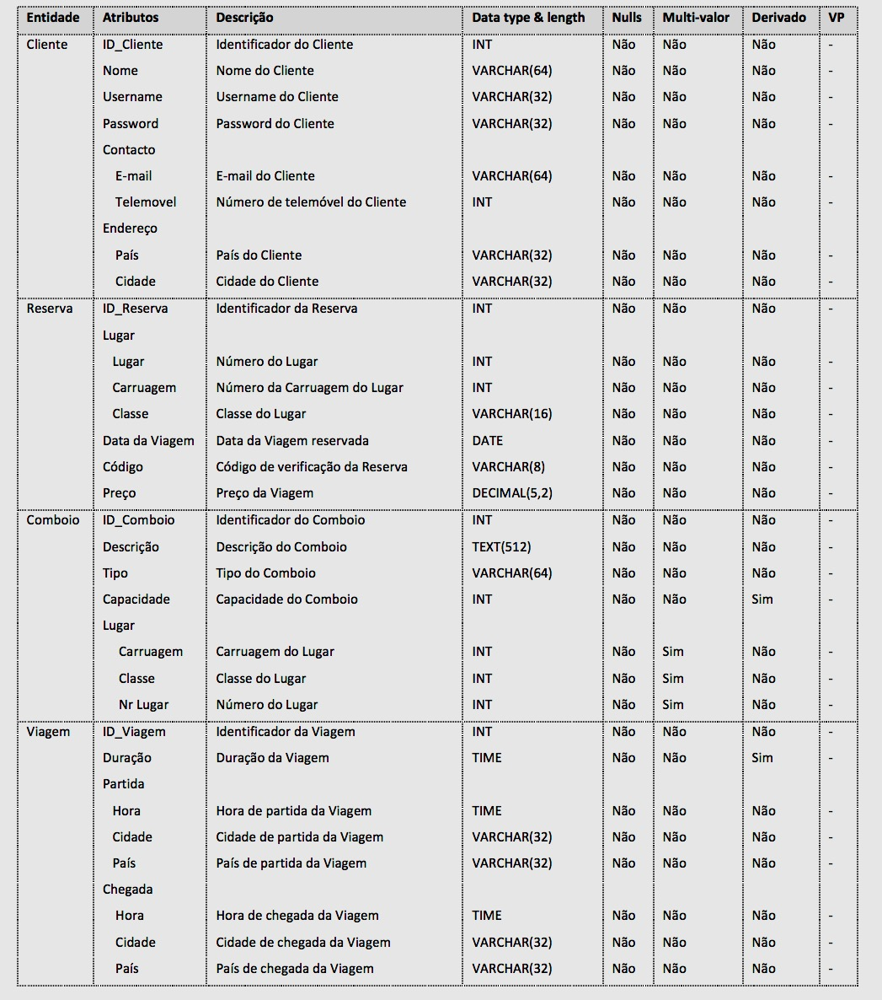 Entidade Atributos Descrição Data type & length Nulls Multi-valor Derivado VP
Cliente ID_Cliente Identificador do Cliente INT Não Não Não -
Nome Nome do Cliente VARCHAR(64) Não Não Não -
Username Username do Cliente VARCHAR(32) Não Não Não -
Password Password do Cliente VARCHAR(32) Não Não Não -
Contacto
E-mail E-mail do Cliente VARCHAR(64) Não Não Não -
Telemovel Número de telemóvel do Cliente INT Não Não Não -
Endereço
País País do Cliente VARCHAR(32) Não Não Não -
Cidade Cidade do Cliente VARCHAR(32) Não Não Não -
Reserva ID_Reserva Identificador da Reserva INT Não Não Não -
Lugar
Lugar Número do Lugar INT Não Não Não -
Carruagem Número da Carruagem do Lugar INT Não Não Não -
Classe Classe do Lugar VARCHAR(16) Não Não Não -
Data da Viagem Data da Viagem reservada DATE Não Não Não -
Código Código de verificação da Reserva VARCHAR(8) Não Não Não -
Preço Preço da Viagem DECIMAL(5,2) Não Não Não -
Comboio ID_Comboio Identificador do Comboio INT Não Não Não -
Descrição Descrição do Comboio TEXT(512) Não Não Não -
Tipo Tipo do Comboio VARCHAR(64) Não Não Não -
Capacidade Capacidade do Comboio INT Não Não Sim -
Lugar
Carruagem Carruagem do Lugar INT Não Sim Não -
Classe Classe do Lugar INT Não Sim Não -
Nr Lugar Número do Lugar INT Não Sim Não -
Viagem ID_Viagem Identificador da Viagem INT Não Não Não -
Duração Duração da Viagem TIME Não Não Sim -
Partida
Hora Hora de partida da Viagem TIME Não Não Não -
Cidade Cidade de partida da Viagem VARCHAR(32) Não Não Não -
País País de partida da Viagem VARCHAR(32) Não Não Não -
Chegada
Hora Hora de chegada da Viagem TIME Não Não Não -
Cidade Cidade de chegada da Viagem VARCHAR(32) Não Não Não -
País País de chegada da Viagem VARCHAR(32) Não Não Não -